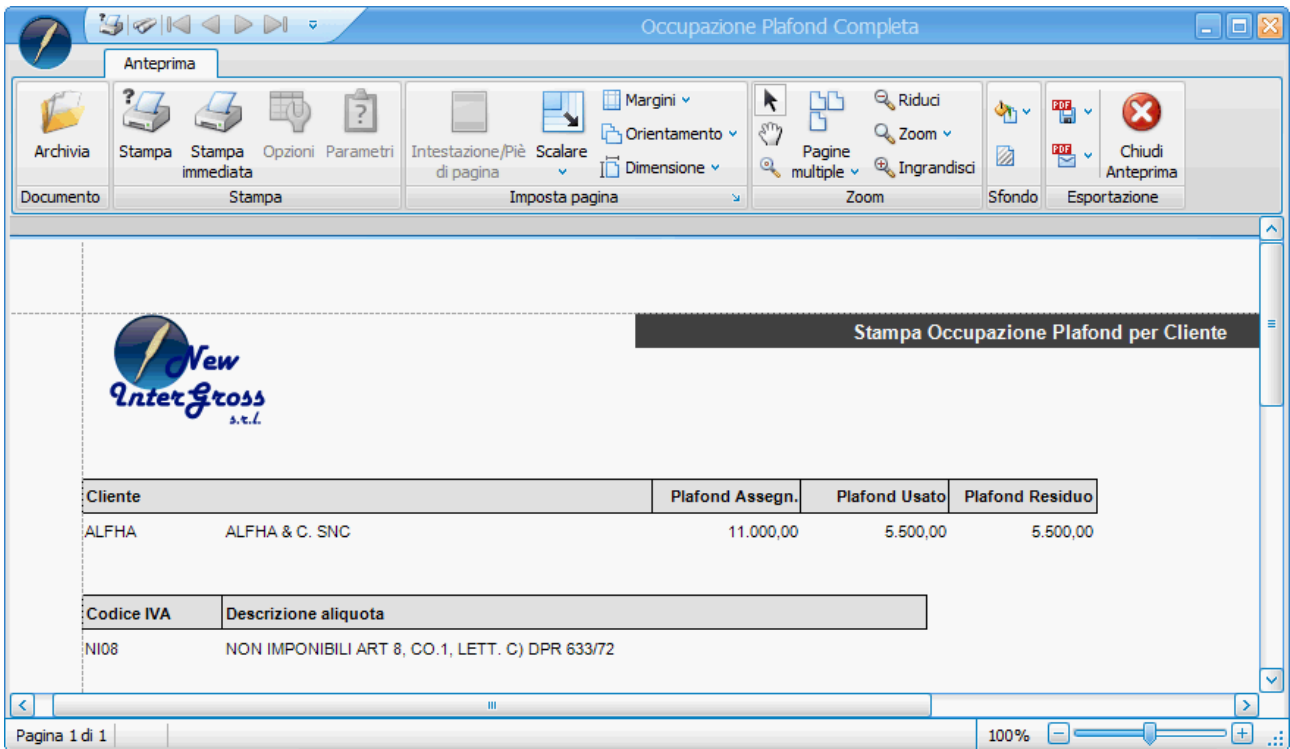 Occupazione Plafond Completa
Anteprima
Archivia
Stampa
Stampa immediata
Opzioni
Parametri
Intestazione/Piè di pagina
Scalare
Margini
Orientamento
Dimensione
Pagine multiple
Riduci
Zoom
Ingrandisci
PDF
PDF
Chiudi Anteprima
Documento
Stampa
Imposta pagina
Zoom
Sfondo
Esportazione
Stampa Occupazione Plafond per Cliente
New
InterGross
s.r.l.
Cliente Plafond Assegn. Plafond Usato Plafond Residuo
ALFHA ALFHA & C. SNC 11.000,00 5.500,00 5.500,00
Codice IVA Descrizione aliquota
NI08 NON IMPONIBILI ART 8, CO.1, LETT. C) DPR 633/72
Pagina 1 di 1 100%